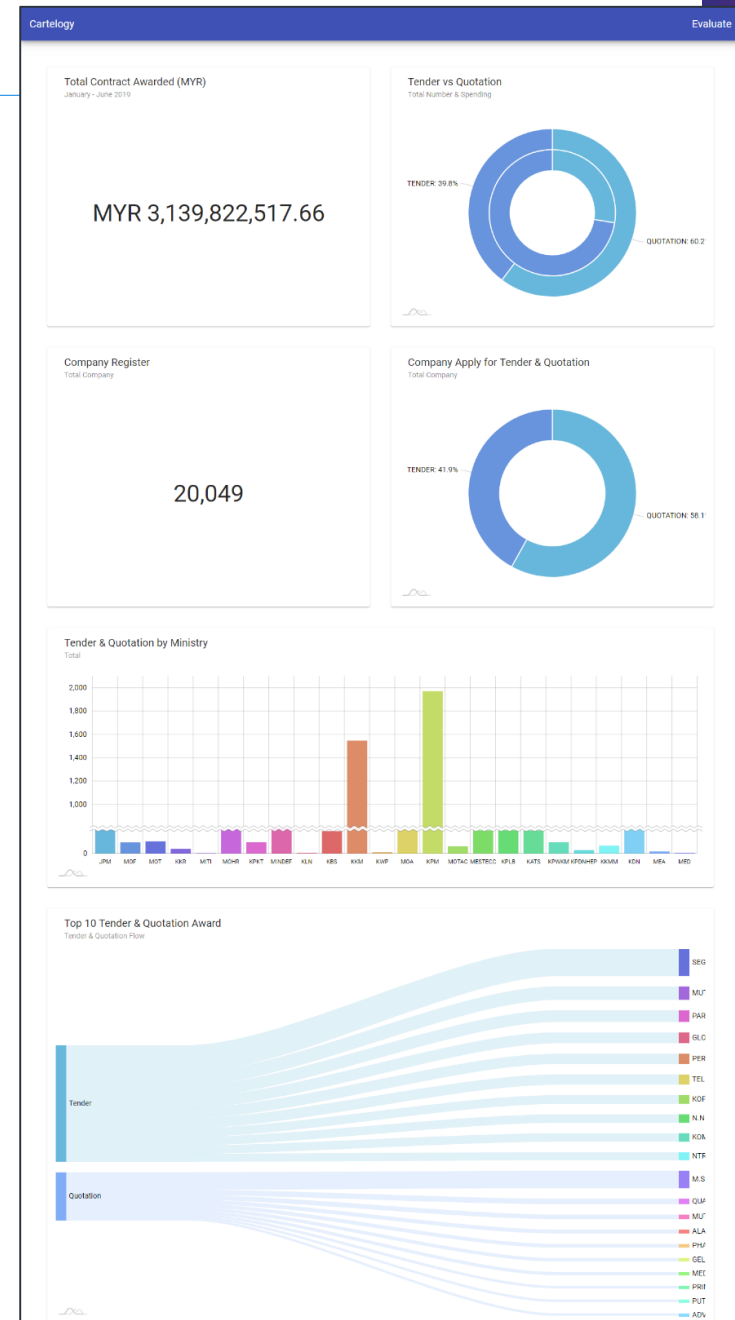 Cartelogy
Evaluate
Total Contract Awarded (MYR)
January - June 2019
MYR 3,139,822,517.66
Tender vs Quotation
Total Number & Spending
TENDER: 39.8%
QUOTATION: 60.2
Company Register
Total Company
20,049
Company Apply for Tender & Quotation
Total Company
TENDER: 41.9%
QUOTATION: 58.1
Tender & Quotation by Ministry
Total
2,000
1,800
1,600
1,400
1,200
1,000
0
JPM MOF MOT KKR MITI MOHR KPKT MINDEF KLN KBS KKM KWP MOA KPM MOTAC MESTECC KPLB KATS KPWKM KPDNHEP KKMM KDN MEA MED
Top 10 Tender & Quotation Award
Tender & Quotation Flow
SEG
MUT
PAR
GLO
PER
TEL
Tender
KOP
N.N
KOM
NTF
M.S
Quotation
QUA
MUT
ALA
PHA
GEL
MED
PRI
PUT
ADV